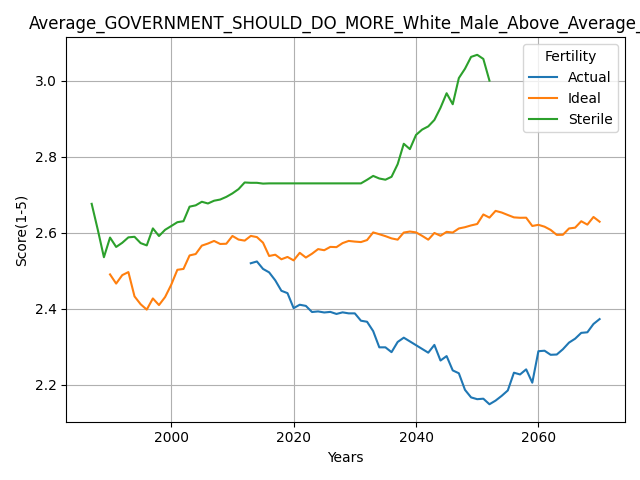 Average_GOVERNMENT_SHOULD_DO_MORE_White_Male_Above_Average_
Fertility
Actual
Ideal
Sterile
Score(1-5)
3.0
2.8
2.6
2.4
2.2
2000
2020
2040
2060
Years